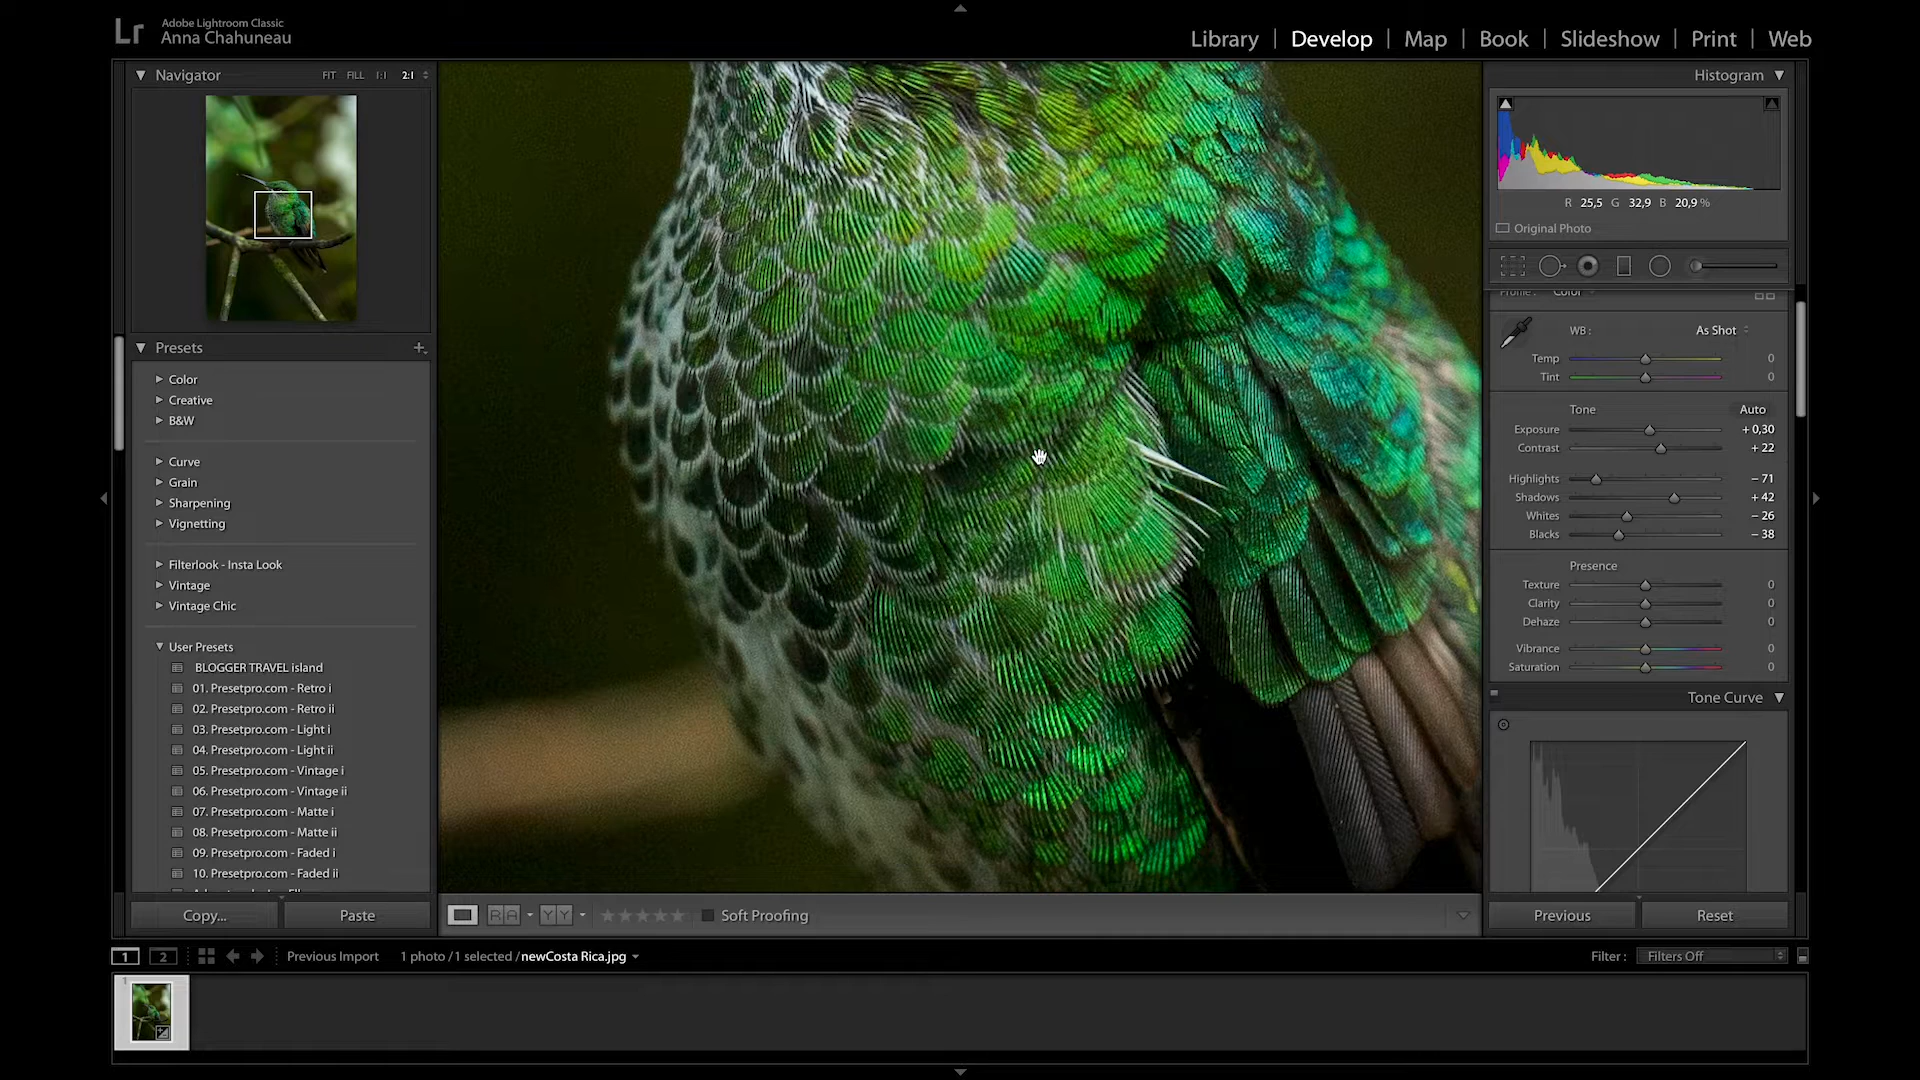 Lr
Adobe Lightroom Classic
Anna Chahuneau
Library | Develop | Map | Book | Slideshow | Print | Web
Navigator
FIT FILL 1:1 2:1
Presets
Color
Creative
B&W
Curve
Grain
Sharpening
Vignetting
Filterlook - Insta Look
Vintage
Vintage Chic
User Presets
BLOGGER TRAVEL island
01. Presetpro.com - Retro i
02. Presetpro.com - Retro ii
03. Presetpro.com - Light i
04. Presetpro.com - Light ii
05. Presetpro.com - Vintage i
06. Presetpro.com - Vintage ii
07. Presetpro.com - Matte i
08. Presetpro.com - Matte ii
09. Presetpro.com - Faded i
10. Presetpro.com - Faded ii
Copy... Paste
R A Y Y Soft Proofing
Histogram
R 25,5 G 32,9 B 20,9 %
Original Photo
Profile : Color
WB : As Shot
Temp 0
Tint 0
Tone Auto
Exposure + 0,30
Contrast + 22
Highlights − 71
Shadows + 42
Whites − 26
Blacks − 38
Presence
Texture 0
Clarity 0
Dehaze 0
Vibrance 0
Saturation 0
Tone Curve
Previous Reset
1 2 Previous Import 1 photo / 1 selected / newCosta Rica.jpg
Filter : Filters Off
1